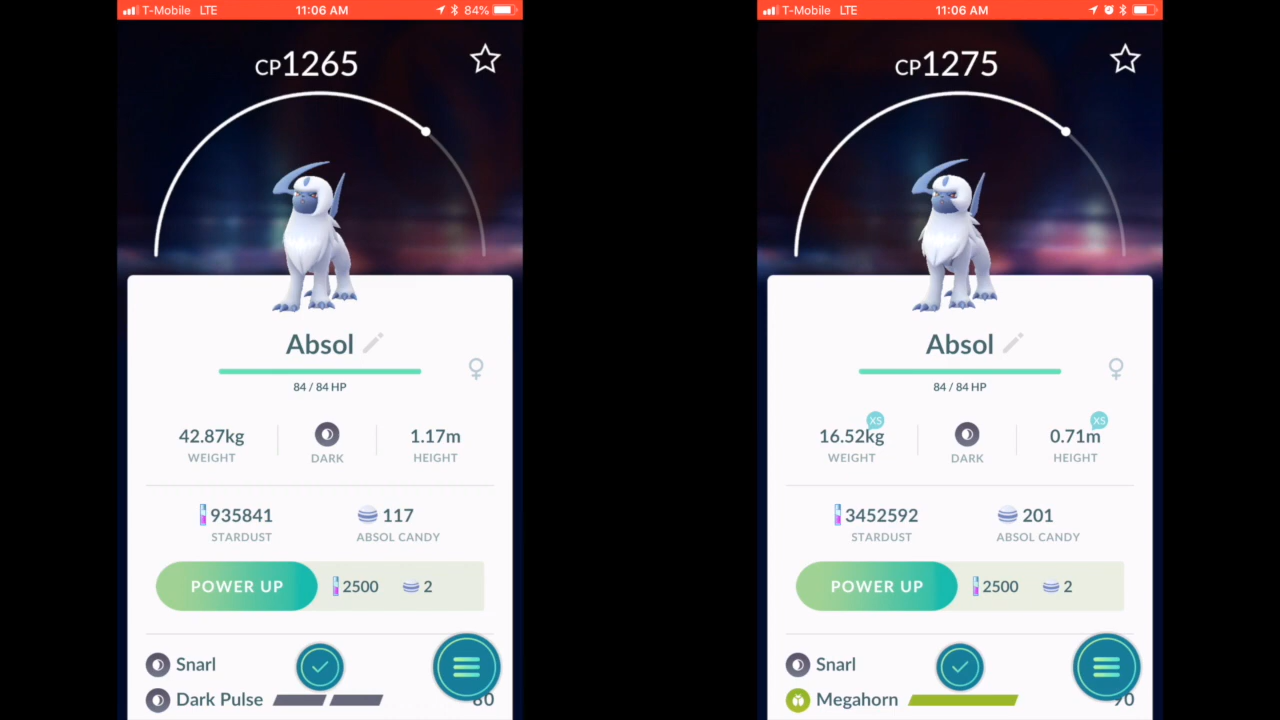 T-Mobile LTE 11:06 AM 84%
CP1265
Absol
84 / 84 HP
42.87kg 1.17m
WEIGHT DARK HEIGHT
935841 117
STARDUST ABSOL CANDY
POWER UP 2500 2
Snarl
Dark Pulse 80
T-Mobile LTE 11:06 AM
CP1275
Absol
84 / 84 HP
XS XS
16.52kg 0.71m
WEIGHT DARK HEIGHT
3452592 201
STARDUST ABSOL CANDY
POWER UP 2500 2
Snarl
Megahorn 90